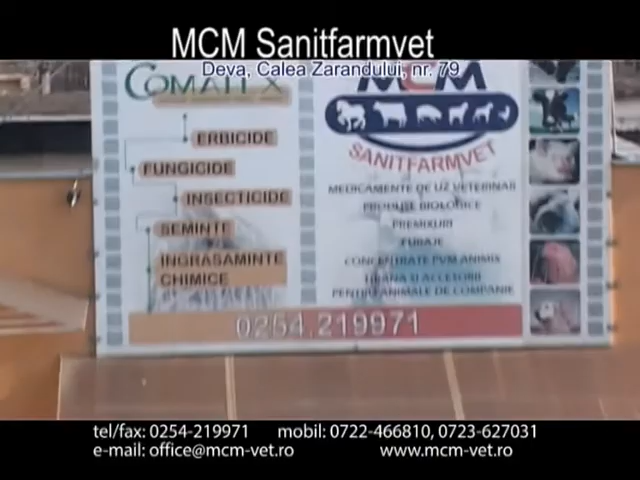 MCM Sanitfarmvet
Deva, Calea Zarandului, nr. 79
COMATEX
ERBICIDE
FUNGICIDE
INSECTICIDE
SEMINTE
INGRASAMINTE
CHIMICE
MCM
SANITFARMVET
MEDICAMENTE DE UZ VETERINAR
PRODUSE BIOLOGICE
PREMIXURI
FURAJE
CONCENTRATE PVM ANIMIX
HRANA SI ACCESORII
PENTRU ANIMALE DE COMPANIE
0254.219971
tel/fax: 0254-219971 mobil: 0722-466810, 0723-627031
e-mail: office@mcm-vet.ro www.mcm-vet.ro